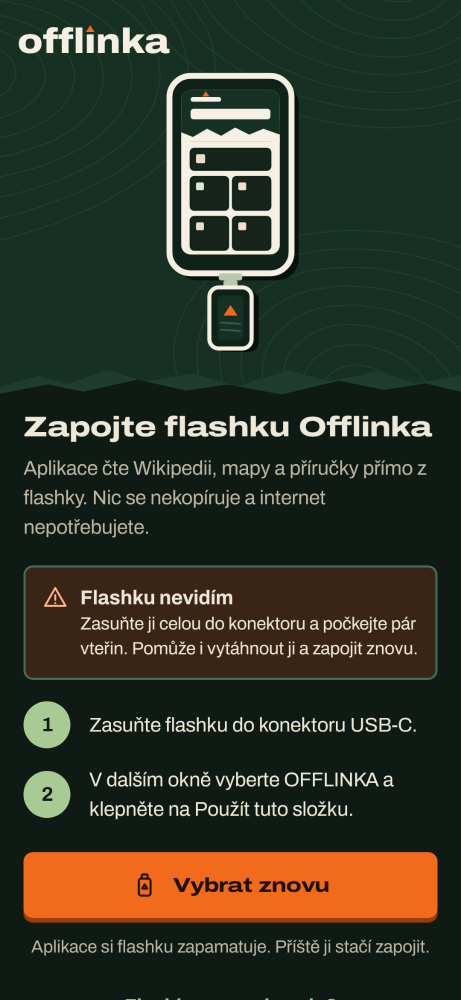 offlinka
Zapojte flashku Offlinka
Aplikace čte Wikipedii, mapy a příručky přímo z
flashky. Nic se nekopíruje a internet
nepotřebujete.
Flashku nevidím
Zasuňte ji celou do konektoru a počkejte pár
vteřin. Pomůže i vytáhnout ji a zapojit znovu.
1
Zasuňte flashku do konektoru USB-C.
2
V dalším okně vyberte OFFLINKA a
klepněte na Použít tuto složku.
Vybrat znovu
Aplikace si flashku zapamatuje. Příště ji stačí zapojit.